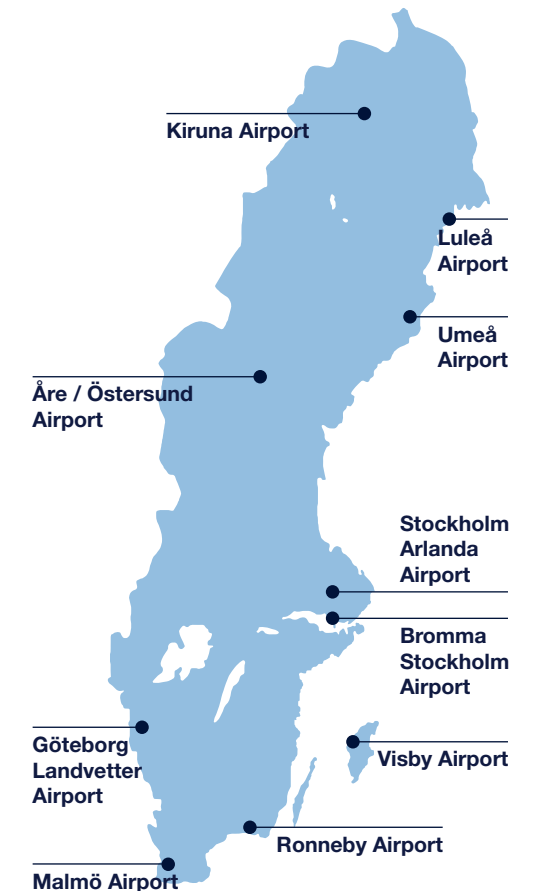 Kiruna Airport
Luleå
Airport
Umeå
Airport
Åre / Östersund
Airport
Stockholm
Arlanda
Airport
Bromma
Stockholm
Airport
Göteborg
Landvetter
Airport
Visby Airport
Ronneby Airport
Malmö Airport